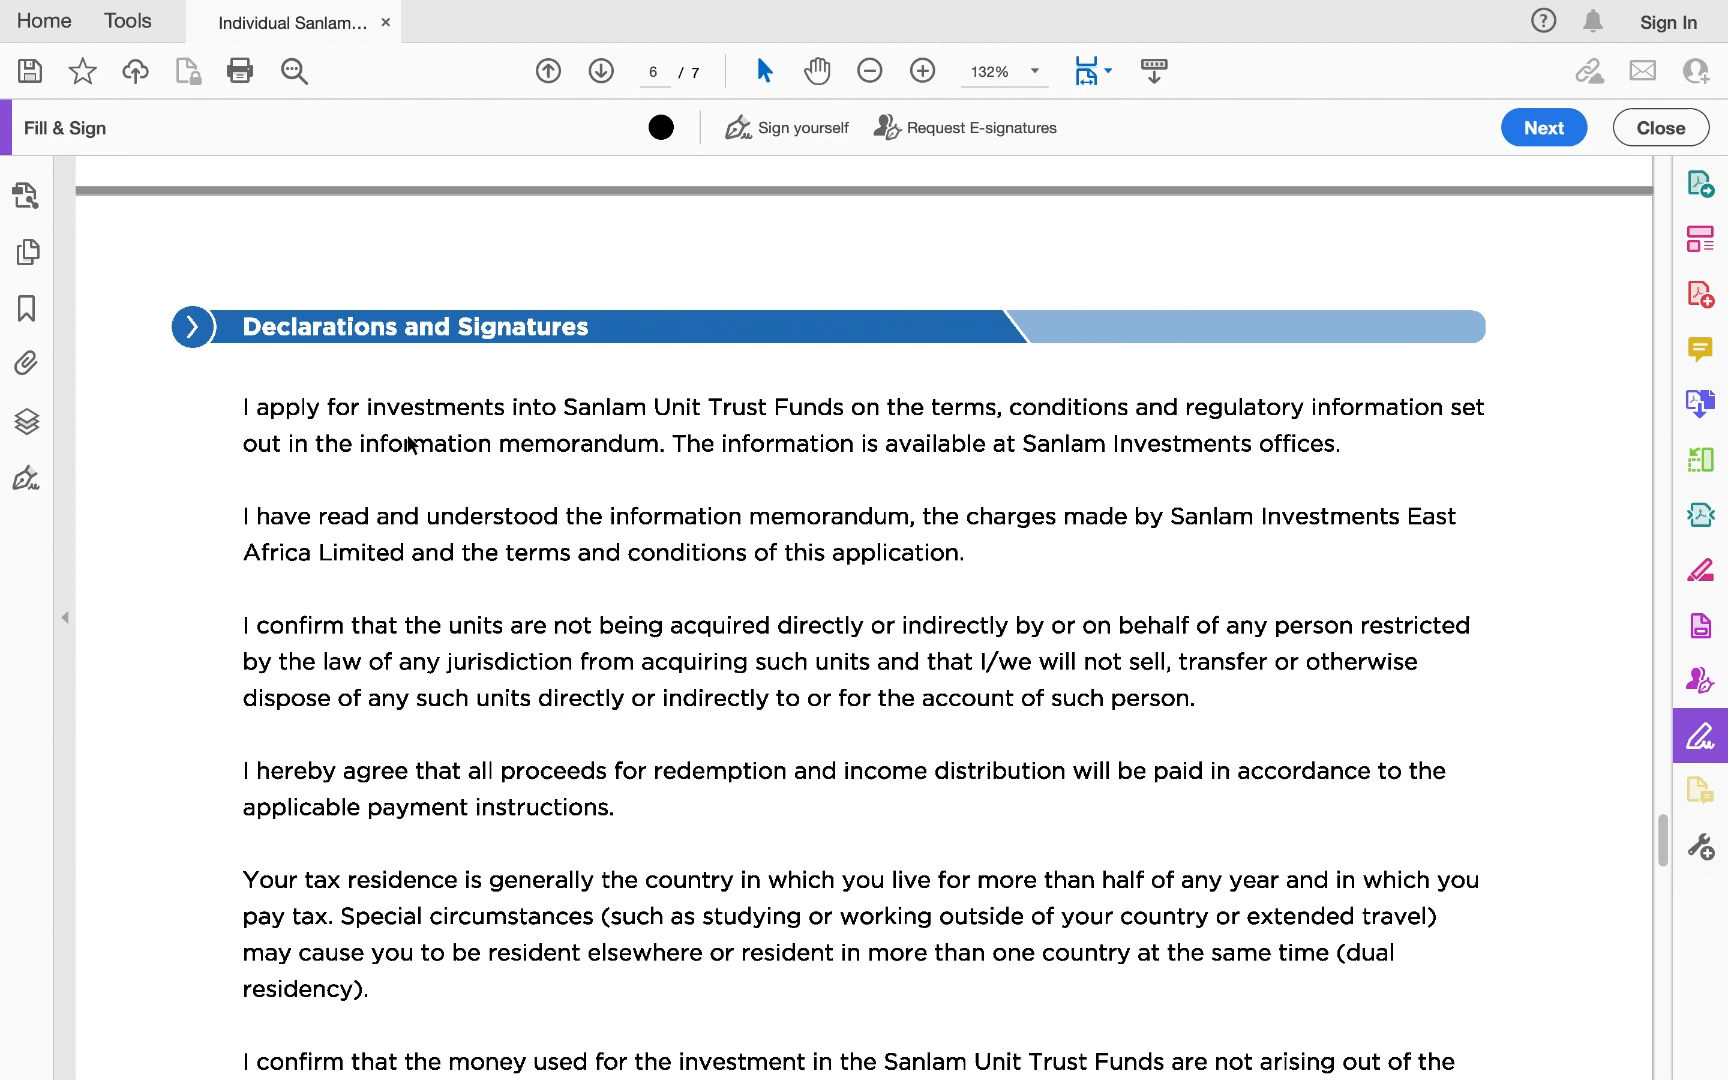 Home Tools Individual Sanlam... × Sign In
6 / 7 132%
Fill & Sign Sign yourself Request E-signatures Next Close
Declarations and Signatures
I apply for investments into Sanlam Unit Trust Funds on the terms, conditions and regulatory information set
out in the information memorandum. The information is available at Sanlam Investments offices.
I have read and understood the information memorandum, the charges made by Sanlam Investments East
Africa Limited and the terms and conditions of this application.
I confirm that the units are not being acquired directly or indirectly by or on behalf of any person restricted
by the law of any jurisdiction from acquiring such units and that I/we will not sell, transfer or otherwise
dispose of any such units directly or indirectly to or for the account of such person.
I hereby agree that all proceeds for redemption and income distribution will be paid in accordance to the
applicable payment instructions.
Your tax residence is generally the country in which you live for more than half of any year and in which you
pay tax. Special circumstances (such as studying or working outside of your country or extended travel)
may cause you to be resident elsewhere or resident in more than one country at the same time (dual
residency).
I confirm that the money used for the investment in the Sanlam Unit Trust Funds are not arising out of the